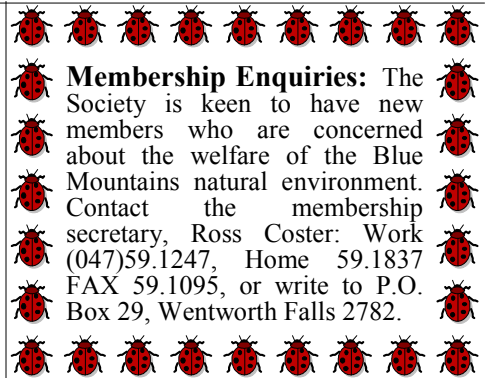 Membership Enquiries: The
Society is keen to have new
members who are concerned
about the welfare of the Blue
Mountains natural environment.
Contact the membership
secretary, Ross Coster: Work
(047)59.1247, Home 59.1837
FAX 59.1095, or write to P.O.
Box 29, Wentworth Falls 2782.